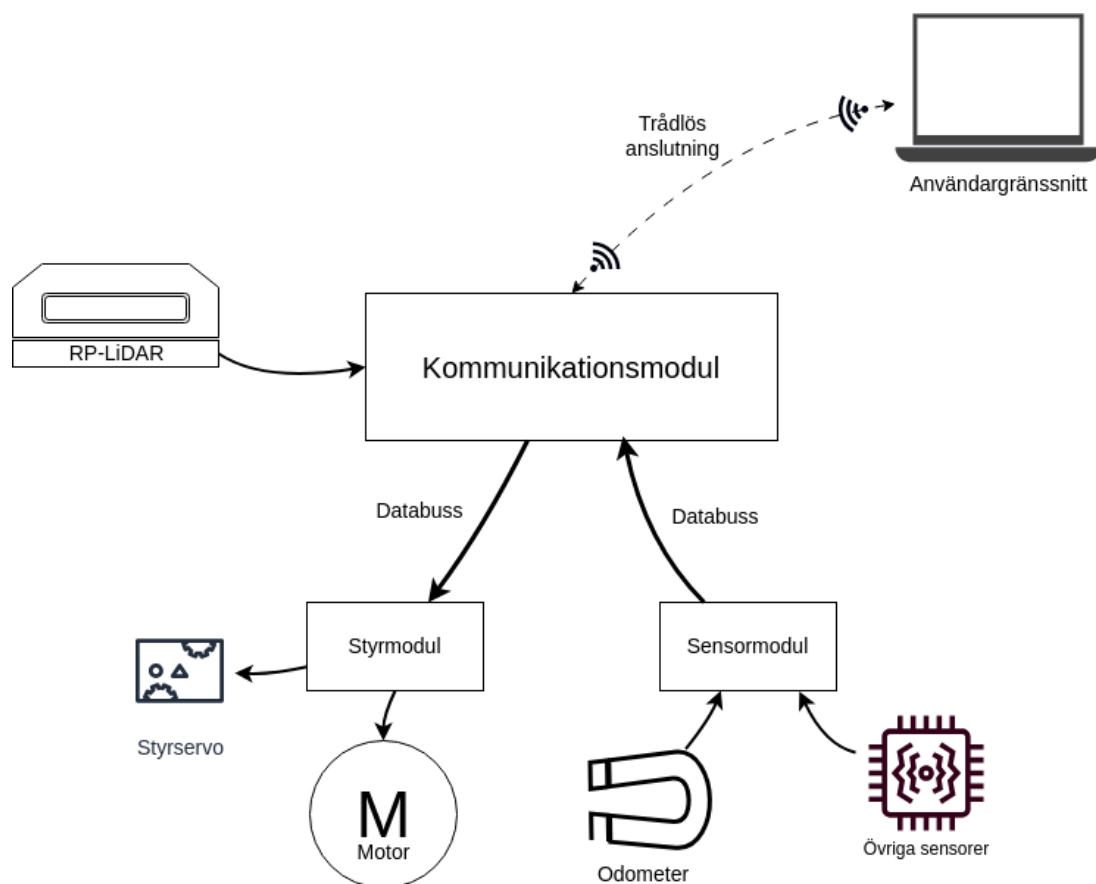 Trådlös
anslutning
Användargränssnitt
RP-LiDAR
Kommunikationsmodul
Databuss
Databuss
Styrmodul
Sensormodul
Styrservo
M
Motor
Odometer
Övriga sensorer